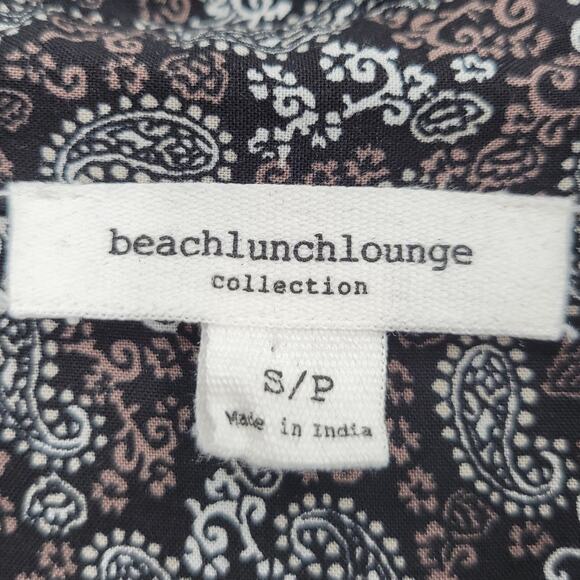 beachlunchlounge
collection
S/P
Made in India